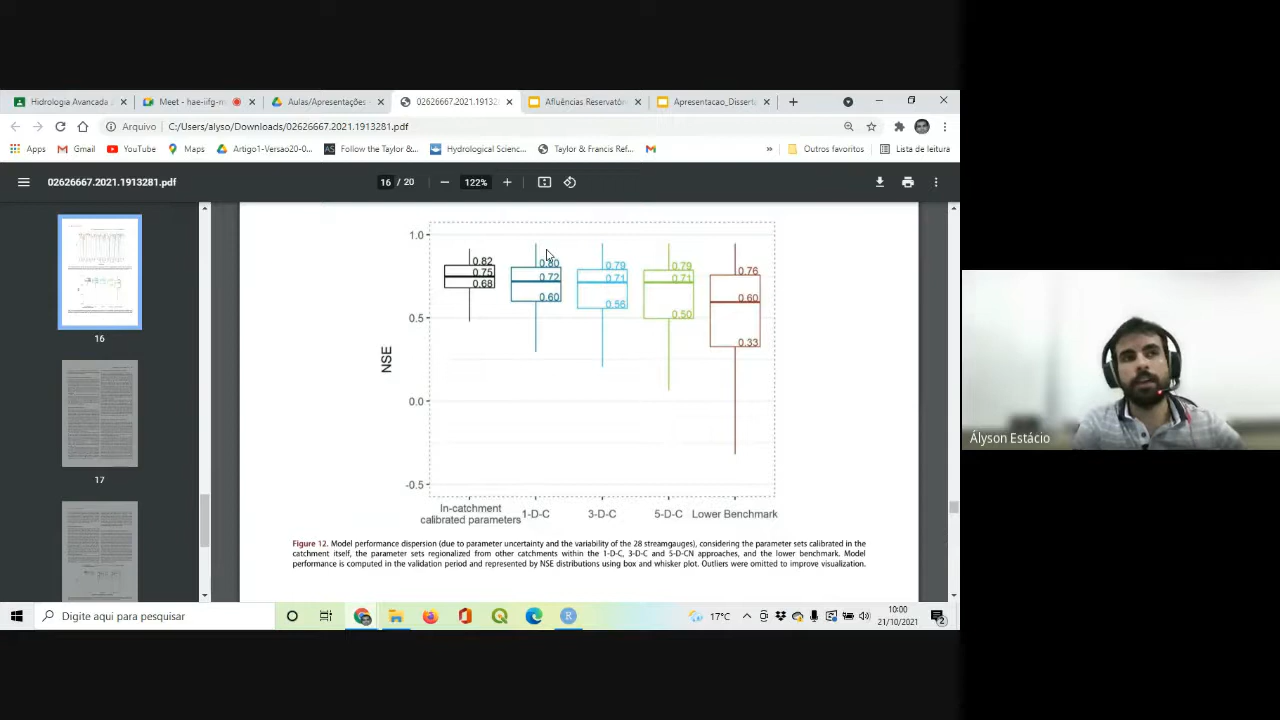 Hidrologia Avancada
Meet - hae-iifg-m
Aulas/Apresentações -
02626667.2021.1913281
Afluências Reservatór
Apresentacao_Dissert
Arquivo
C:/Users/alyso/Downloads/02626667.2021.1913281.pdf
Apps
Gmail
YouTube
Maps
Artigo1-Versao20-0...
Follow the Taylor &...
Hydrological Scienc...
Taylor & Francis Ref...
»
Outros favoritos
Lista de leitura
02626667.2021.1913281.pdf
16 / 20
122%
16
17
NSE
1.0
0.5
0.0
-0.5
0.82
0.75
0.68
0.80
0.72
0.60
0.79
0.71
0.56
0.79
0.71
0.50
0.76
0.60
0.33
In-catchment
calibrated parameters
1-D-C
3-D-C
5-D-C
Lower Benchmark
Figure 12. Model performance dispersion (due to parameter uncertainty and the variability of the 28 streamgauges), considering the parameter sets calibrated in the
catchment itself, the parameter sets regionalized from other catchments within the 1-D-C, 3-D-C and 5-D-CN approaches, and the lower benchmark. Model
performance is computed in the validation period and represented by NSE distributions using box and whisker plot. Outliers were omitted to improve visualization.
Ályson Estácio
Digite aqui para pesquisar
17°C
10:00
21/10/2021
2